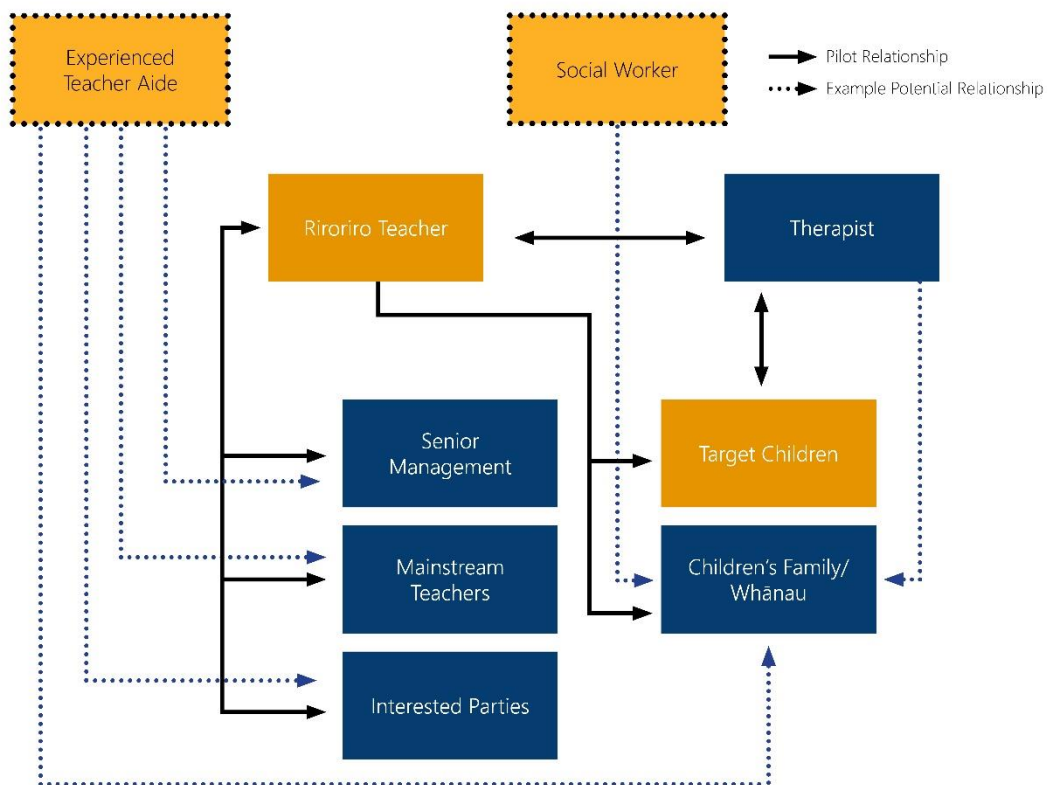 Experienced
Teacher Aide
Social Worker
Pilot Relationship
Example Potential Relationship
Riroriro Teacher
Therapist
Senior
Management
Target Children
Mainstream
Teachers
Children's Family/
Whānau
Interested Parties